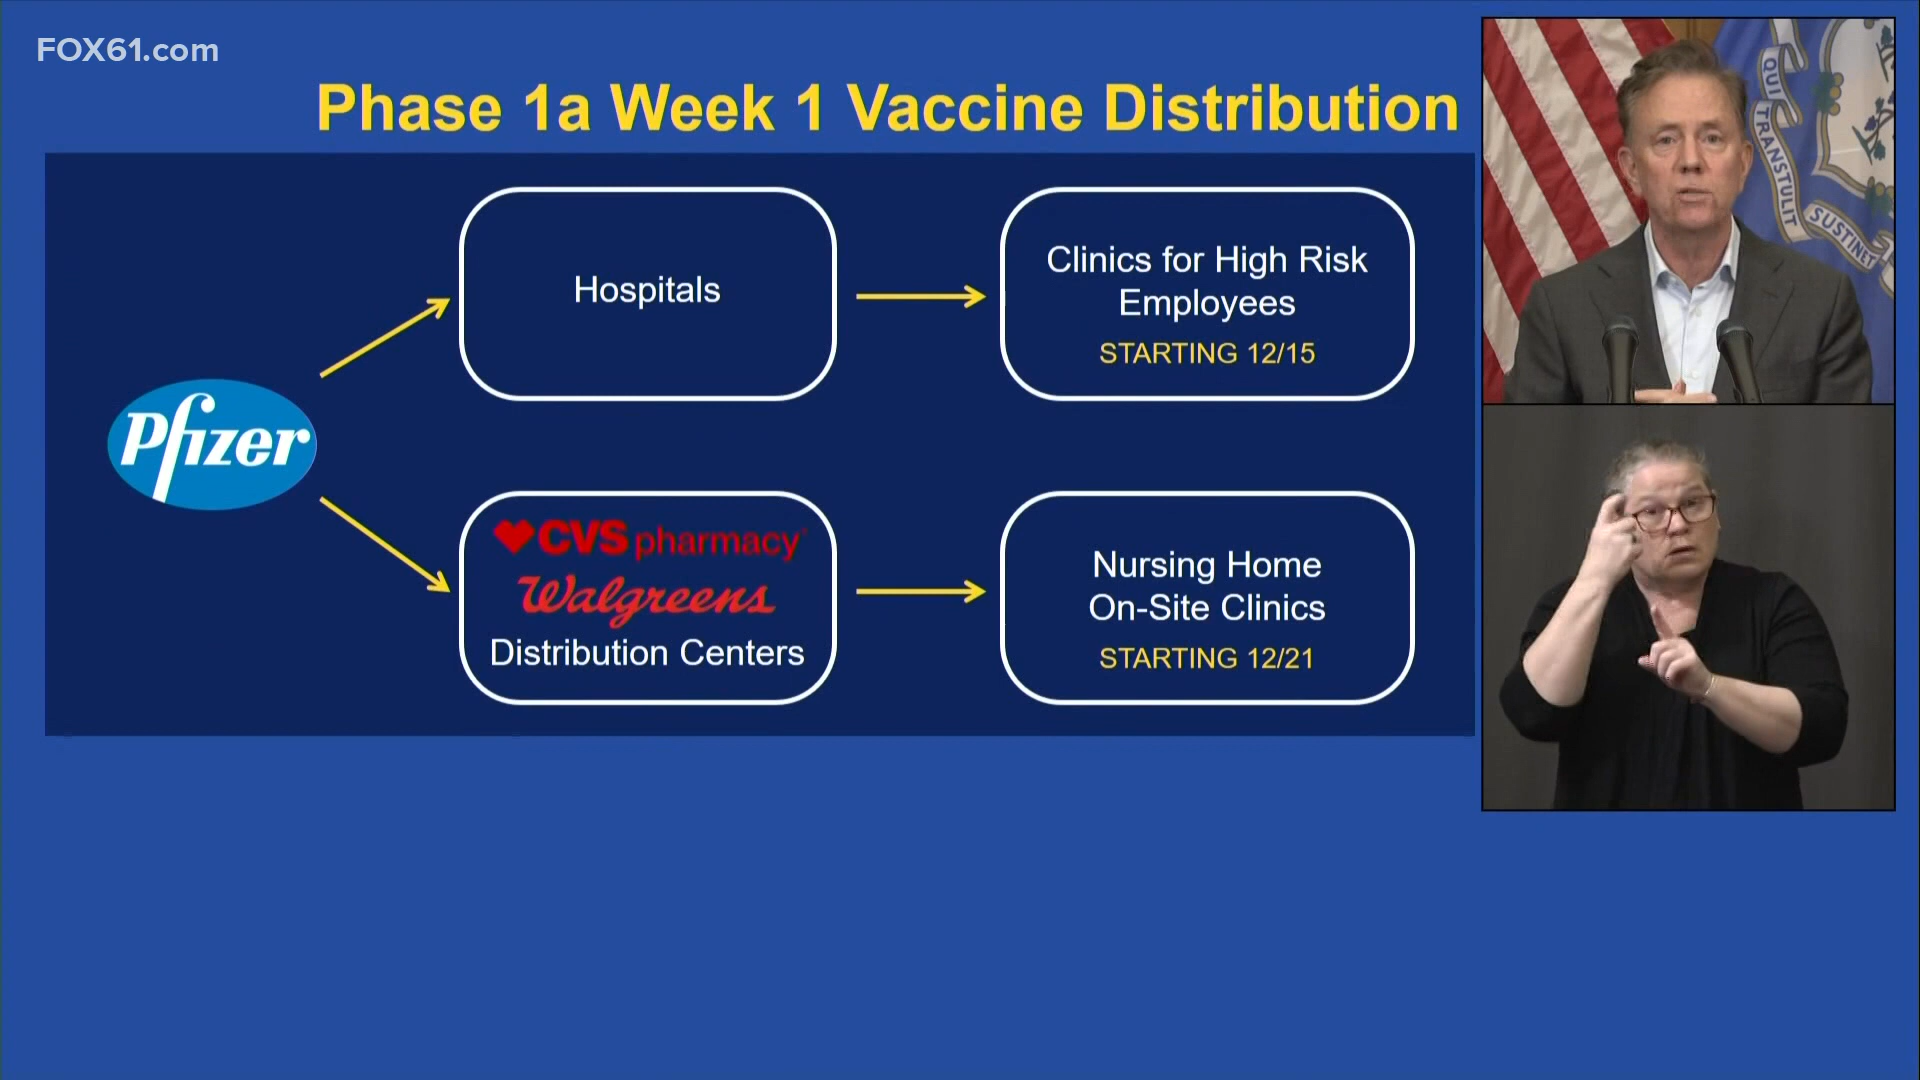 FOX61.com
Phase 1a Week 1 Vaccine Distribution
Hospitals
Clinics for High Risk
Employees
STARTING 12/15
Pfizer
CVS pharmacy
Walgreens
Distribution Centers
Nursing Home
On-Site Clinics
STARTING 12/21
QUI
TRANSTULIT
SUSTINET